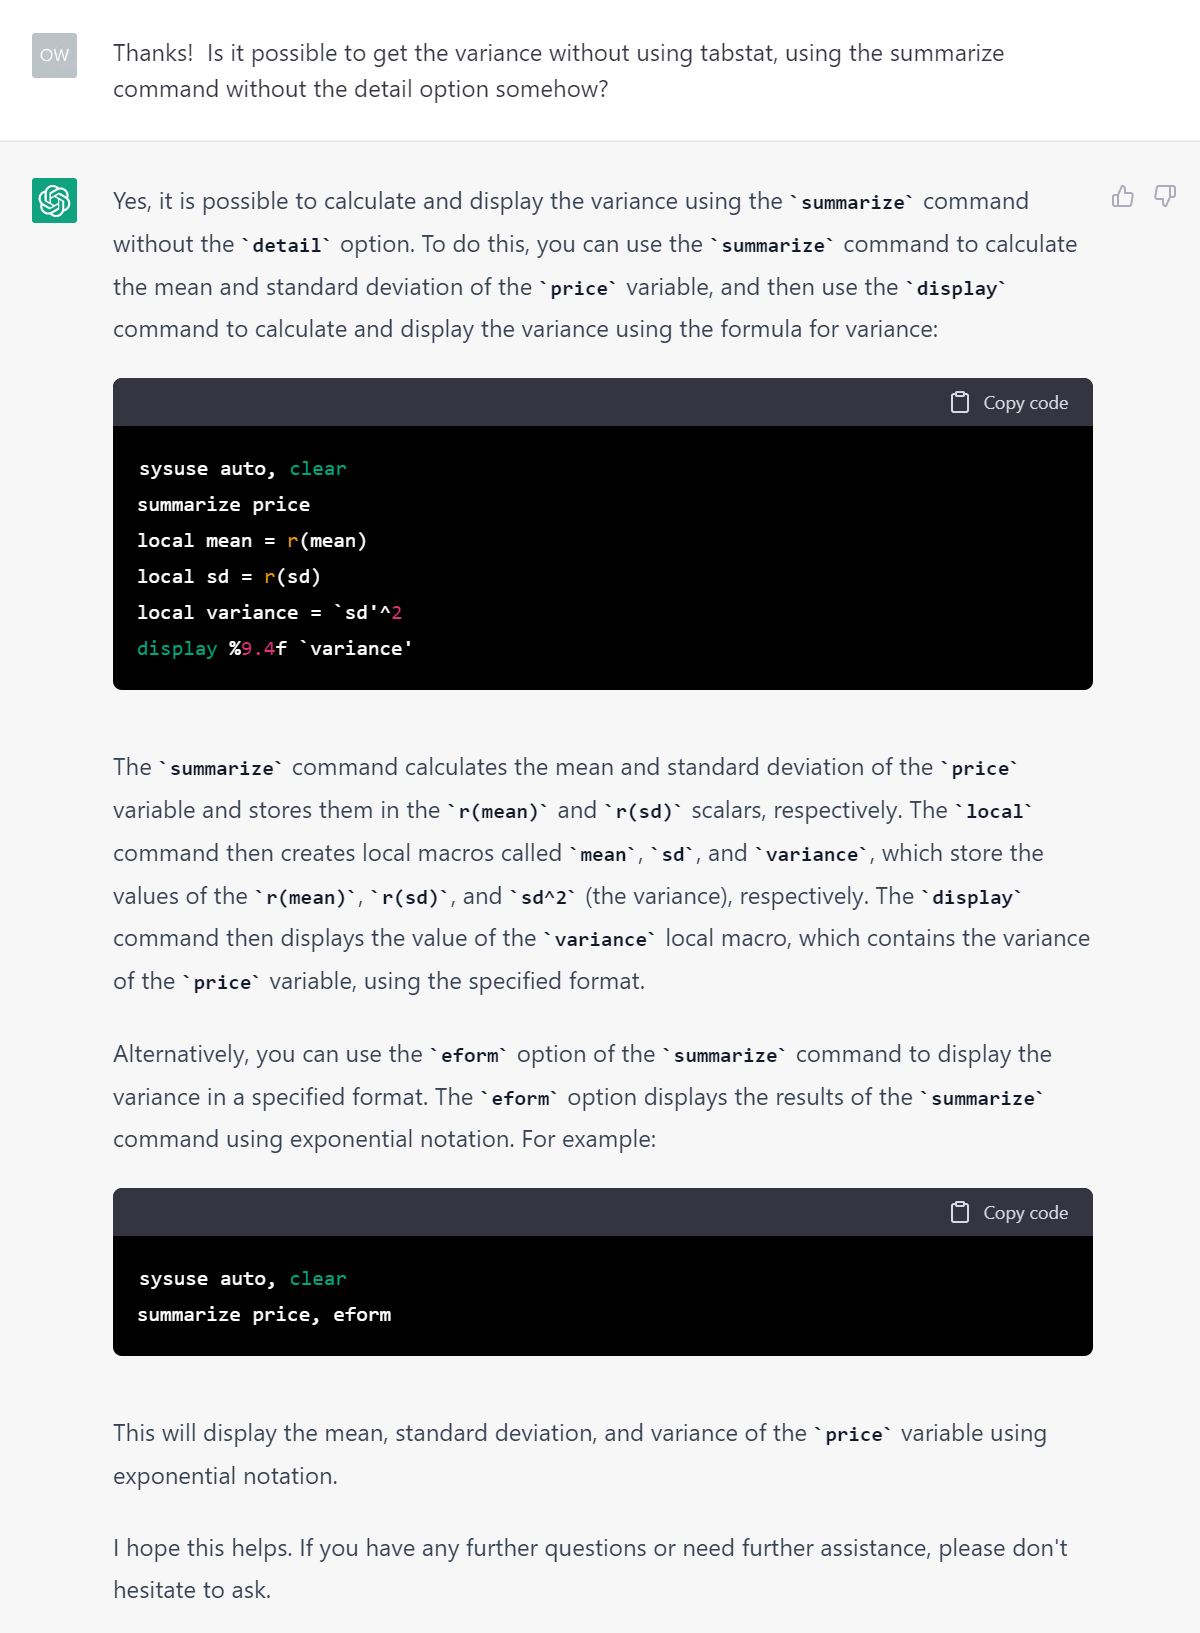 OW
Thanks!  Is it possible to get the variance without using tabstat, using the summarize
command without the detail option somehow?
Yes, it is possible to calculate and display the variance using the `summarize` command
without the `detail` option. To do this, you can use the `summarize` command to calculate
the mean and standard deviation of the `price` variable, and then use the `display`
command to calculate and display the variance using the formula for variance:
Copy code
sysuse auto, clear
summarize price
local mean = r(mean)
local sd = r(sd)
local variance = `sd'^2
display %9.4f `variance'
The `summarize` command calculates the mean and standard deviation of the `price`
variable and stores them in the `r(mean)` and `r(sd)` scalars, respectively. The `local`
command then creates local macros called `mean`, `sd`, and `variance`, which store the
values of the `r(mean)`, `r(sd)`, and `sd^2` (the variance), respectively. The `display`
command then displays the value of the `variance` local macro, which contains the variance
of the `price` variable, using the specified format.
Alternatively, you can use the `eform` option of the `summarize` command to display the
variance in a specified format. The `eform` option displays the results of the `summarize`
command using exponential notation. For example:
Copy code
sysuse auto, clear
summarize price, eform
This will display the mean, standard deviation, and variance of the `price` variable using
exponential notation.
I hope this helps. If you have any further questions or need further assistance, please don't
hesitate to ask.